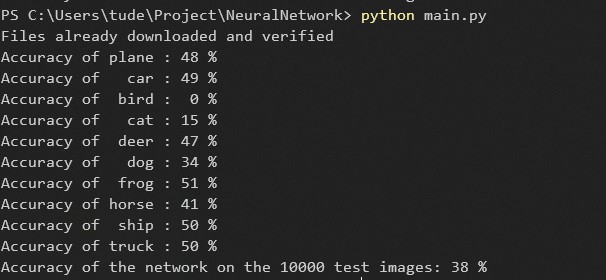 PS C:\Users\tude\Project\NeuralNetwork> python main.py
Files already downloaded and verified
Accuracy of plane : 48 %
Accuracy of   car : 49 %
Accuracy of  bird :  0 %
Accuracy of   cat : 15 %
Accuracy of  deer : 47 %
Accuracy of   dog : 34 %
Accuracy of  frog : 51 %
Accuracy of horse : 41 %
Accuracy of  ship : 50 %
Accuracy of truck : 50 %
Accuracy of the network on the 10000 test images: 38 %